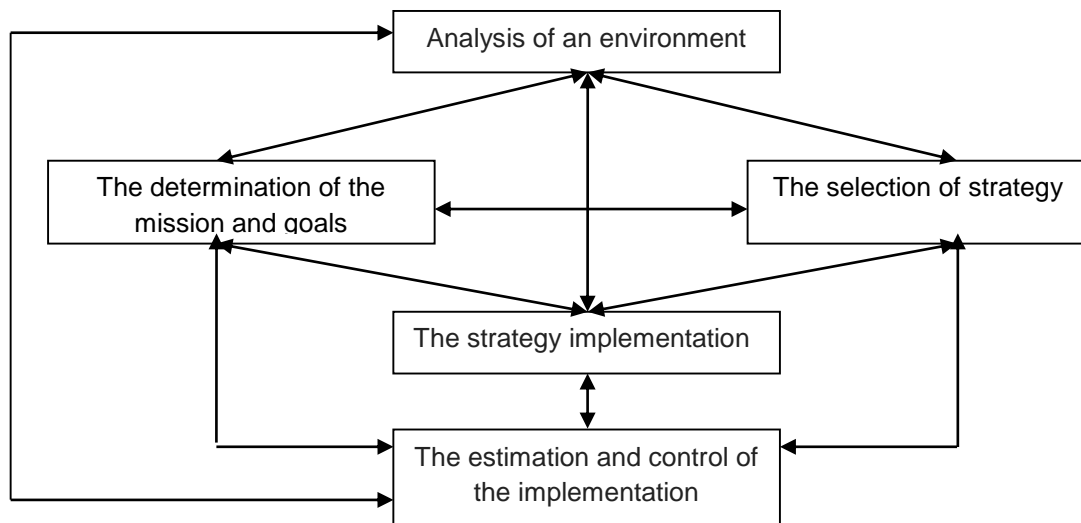 Analysis of an environment
The determination of the
mission and goals
The selection of strategy
The strategy implementation
The estimation and control of
the implementation